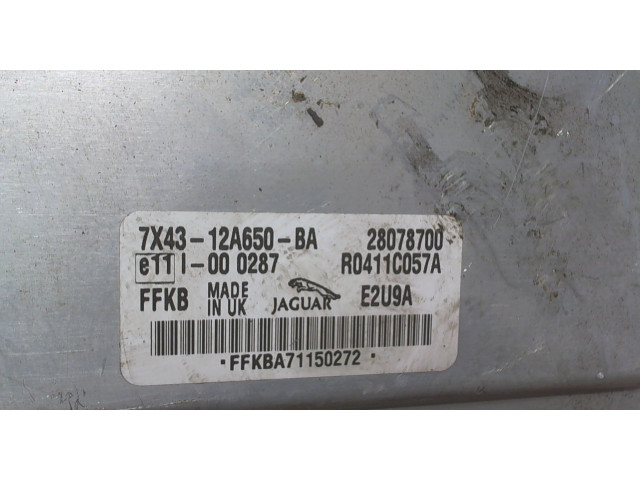 7X43-12A650-BA 28078700
e11 I-00 0287 R0411C057A
FFKB MADE IN UK JAGUAR E2U9A
·FFKBA71150272·